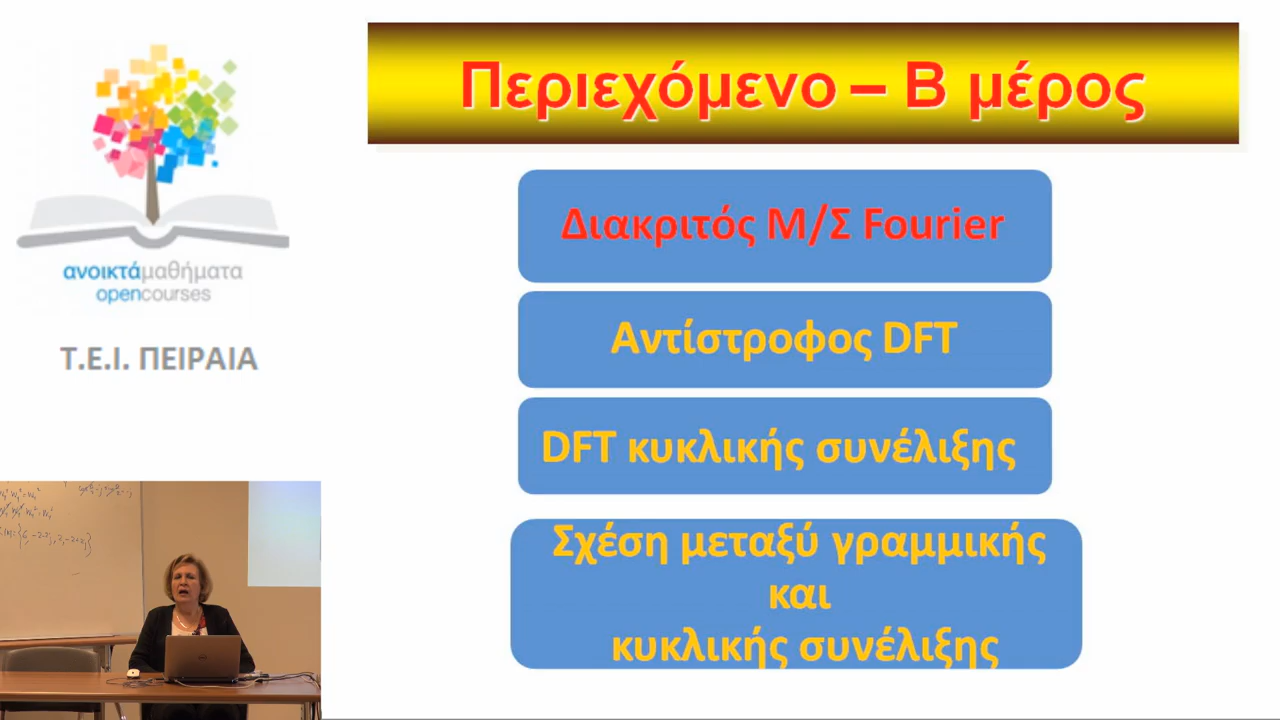 Περιεχόμενο – Β μέρος
Διακριτός Μ/Σ Fourier
Αντίστροφος DFT
DFT κυκλικής συνέλιξης
Σχέση μεταξύ γραμμικής
και
κυκλικής συνέλιξης
ανοικτάμαθήματα
opencourses
Τ.Ε.Ι. ΠΕΙΡΑΙΑ